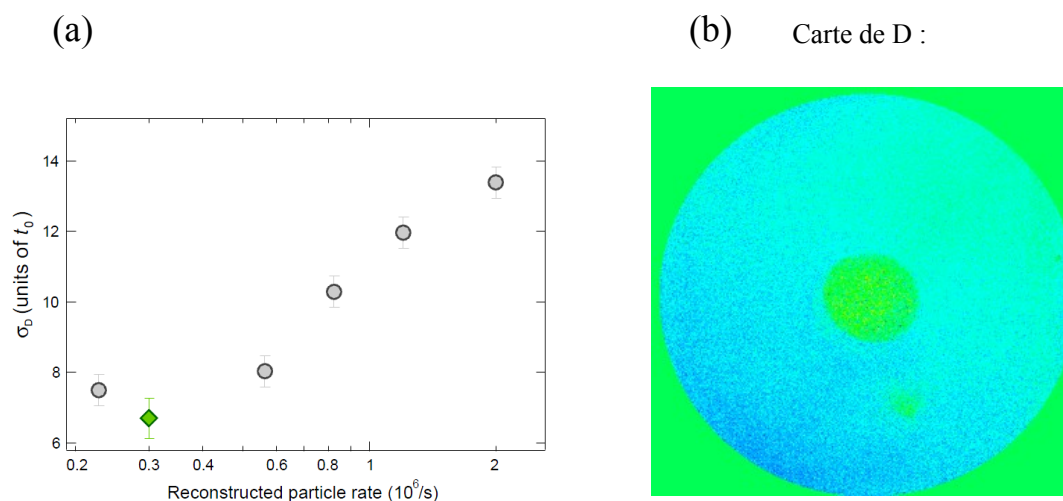 (a)
(b)
Carte de D :
14
12
10
8
6
σD (units of t0)
0.2 0.3 0.4 0.6 0.8 1 2
Reconstructed particle rate (10⁶/s)